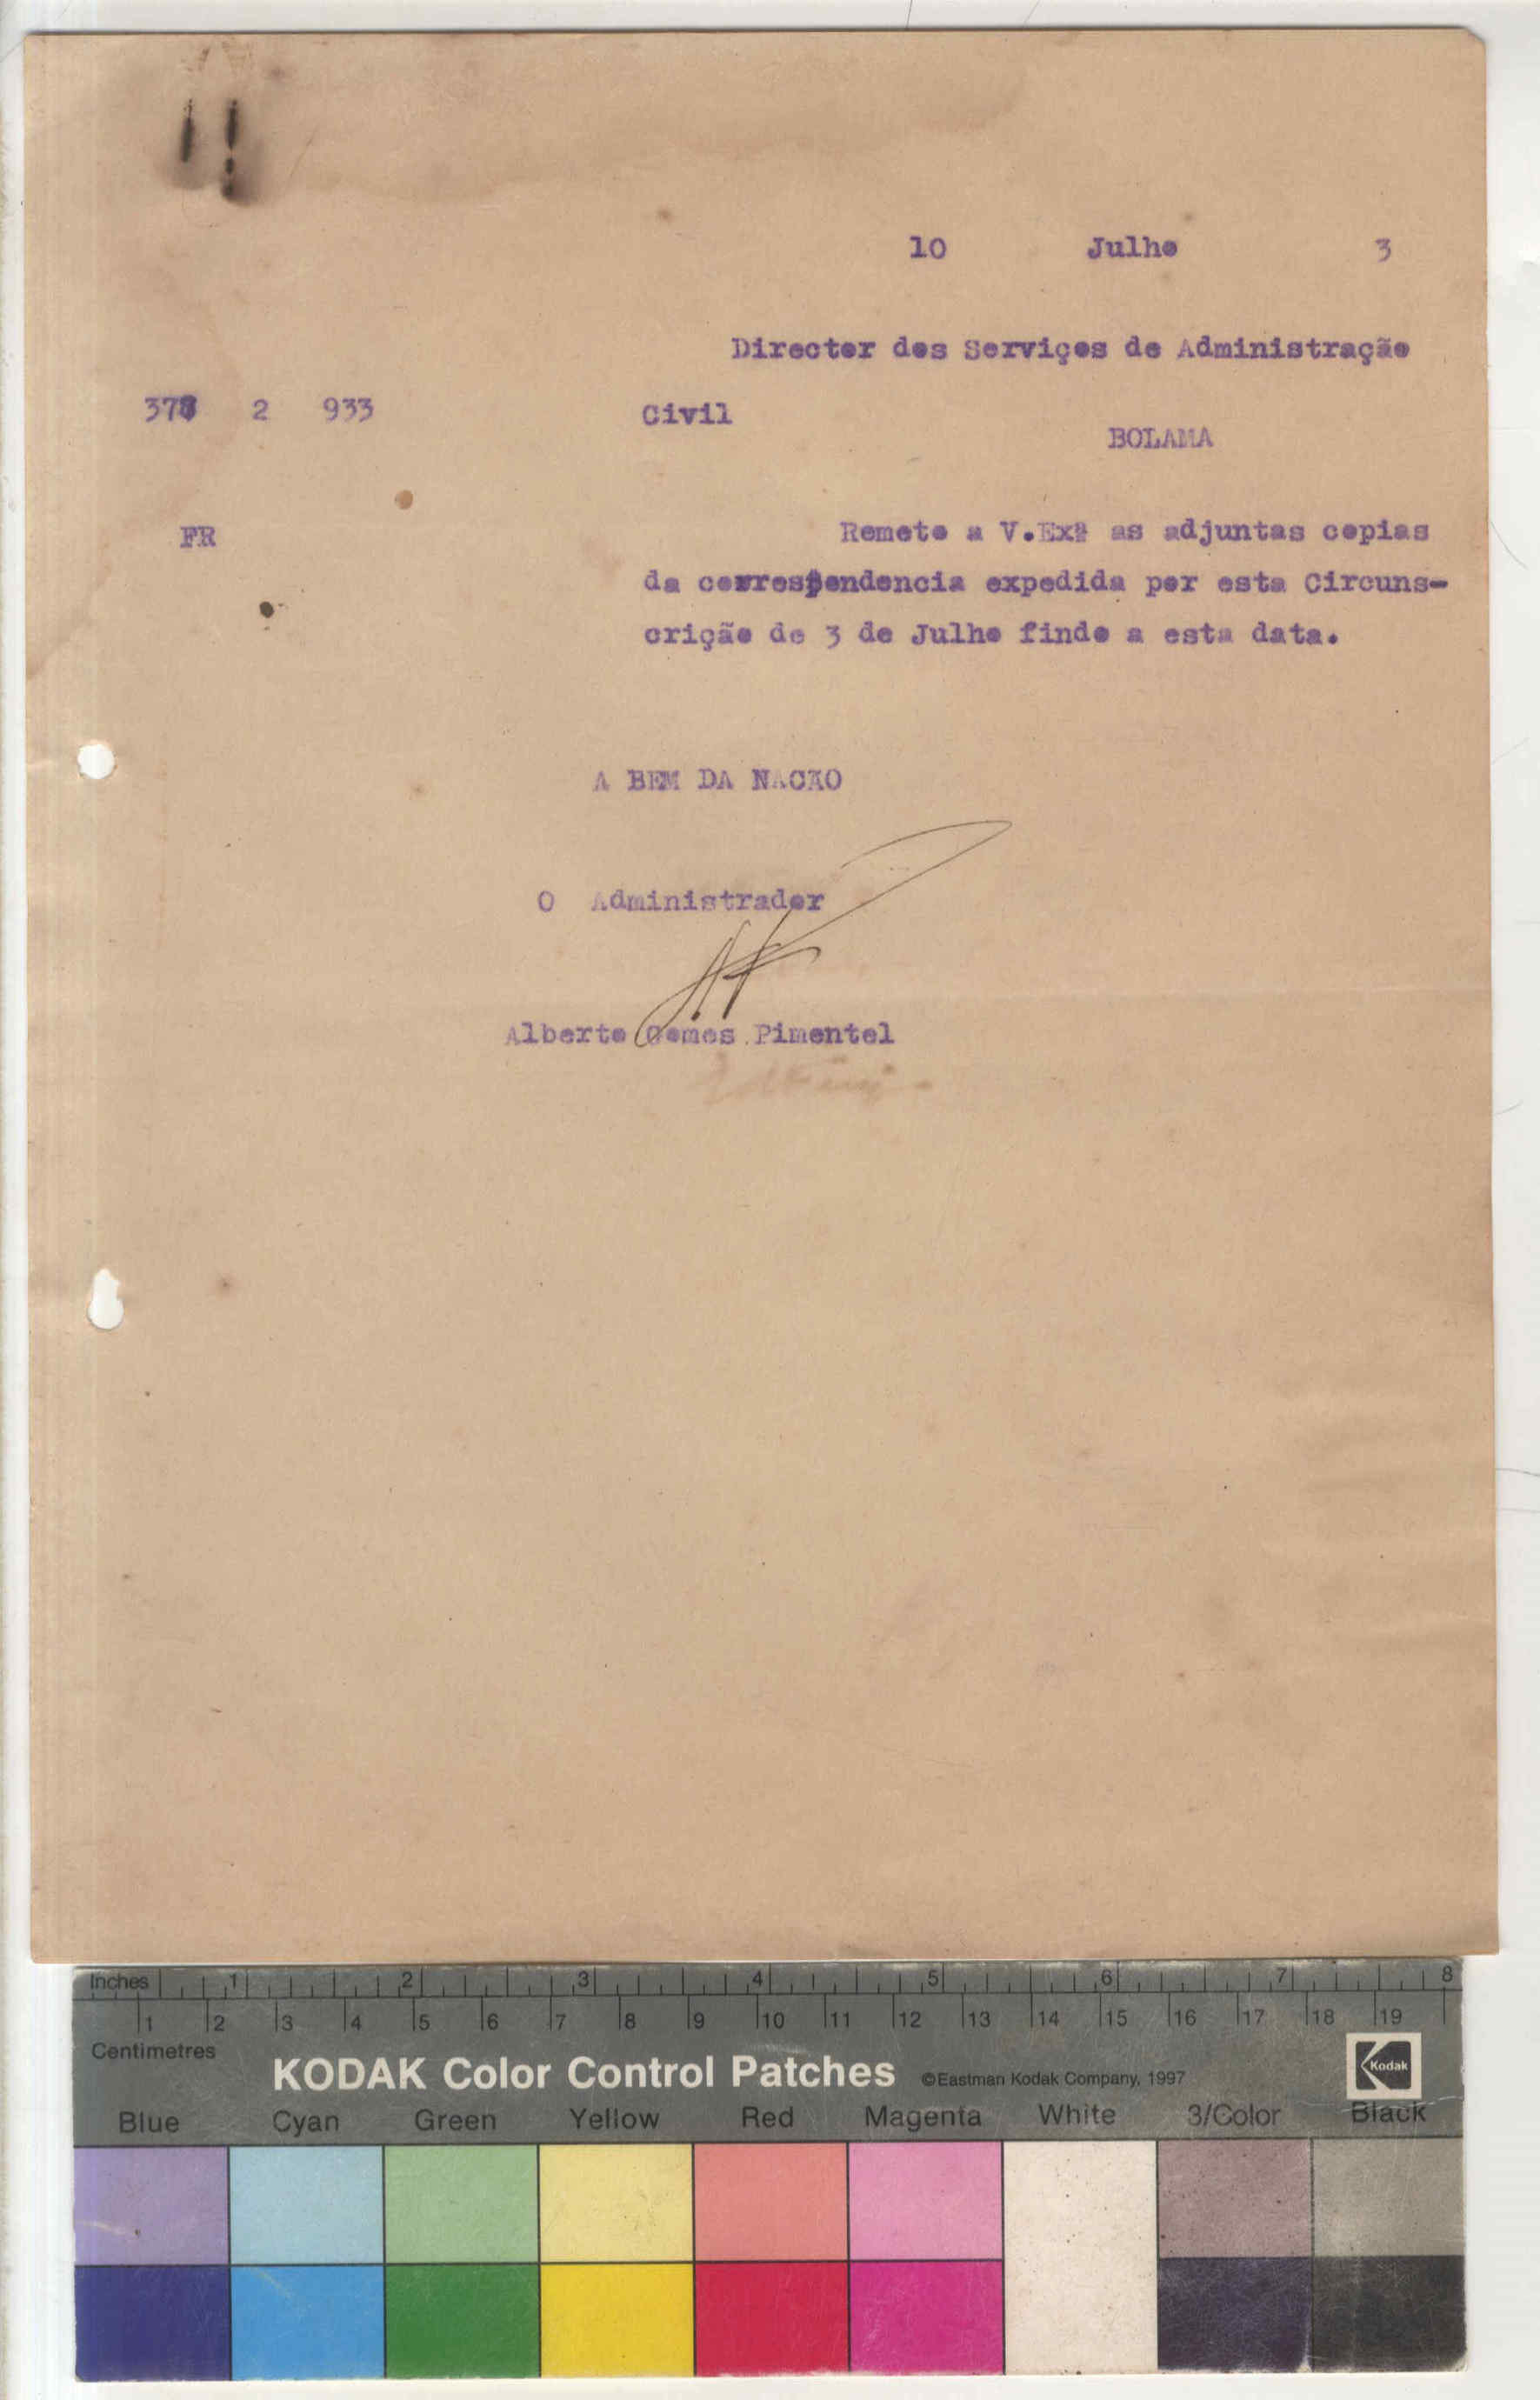 10 Julho 3
Director dos Serviços de Administração
37 2 933 Civil
BOLAMA
FR
Remeto a V.Exª as adjuntas copias
da correspondencia expedida por esta Circuns-
crição de 3 de Julho findo a esta data.
A BEM DA NACÃO
O Administrador
Alberto Gomes Pimentel
Inches 1 2 3 4 5 6 7 8
1 2 3 4 5 6 7 8 9 10 11 12 13 14 15 16 17 18 19
Centimetres
KODAK Color Control Patches ©Eastman Kodak Company, 1997 Kodak
Blue Cyan Green Yellow Red Magenta White 3/Color Black